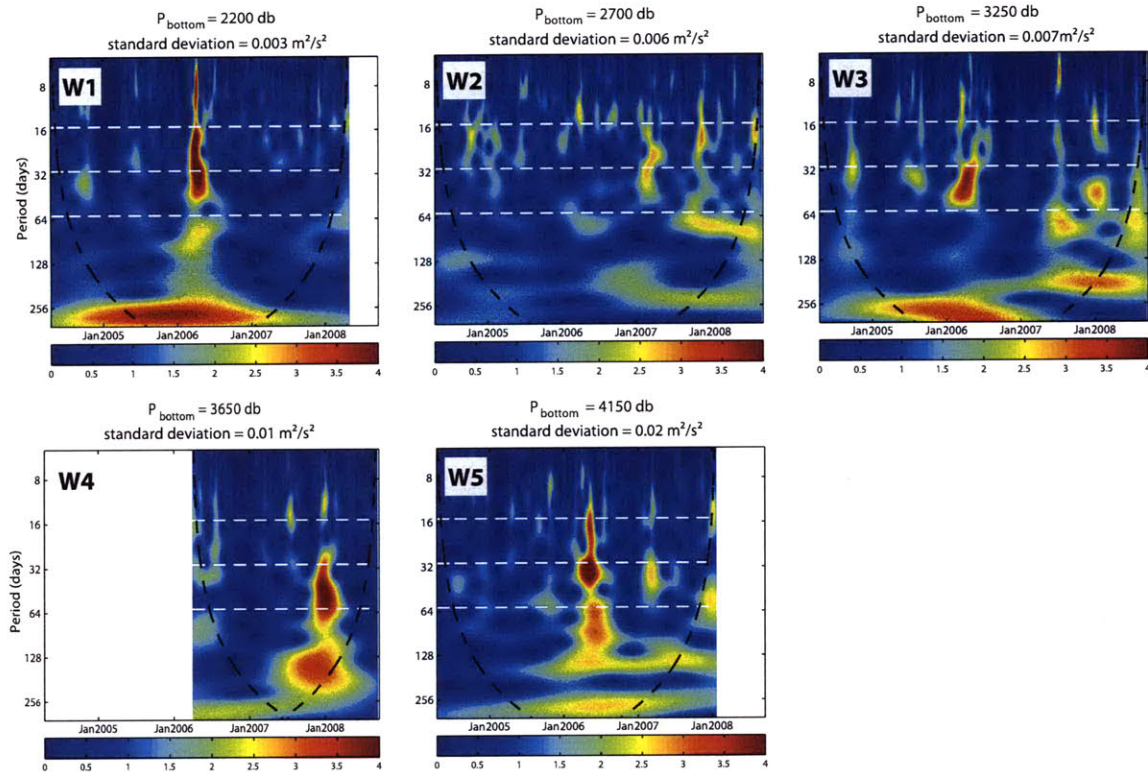 P bottom = 2200 db
standard deviation = 0.003 m²/s²
W1
Period (days)
8
16
32
64
128
256
Jan2005 Jan2006 Jan2007 Jan2008
0 0.5 1 1.5 2 2.5 3 3.5 4
P bottom = 2700 db
standard deviation = 0.006 m²/s²
W2
8
16
32
64
128
256
Jan2005 Jan2006 Jan2007 Jan2008
0 0.5 1 1.5 2 2.5 3 3.5 4
P bottom = 3250 db
standard deviation = 0.007m²/s²
W3
8
16
32
64
128
256
Jan2005 Jan2006 Jan2007 Jan2008
0 0.5 1 1.5 2 2.5 3 3.5 4
P bottom = 3650 db
standard deviation = 0.01 m²/s²
W4
Period (days)
8
16
32
64
128
256
Jan2005 Jan2006 Jan2007 Jan2008
0 0.5 1 1.5 2 2.5 3 3.5 4
P bottom = 4150 db
standard deviation = 0.02 m²/s²
W5
8
16
32
64
128
256
Jan2005 Jan2006 Jan2007 Jan2008
0 0.5 1 1.5 2 2.5 3 3.5 4